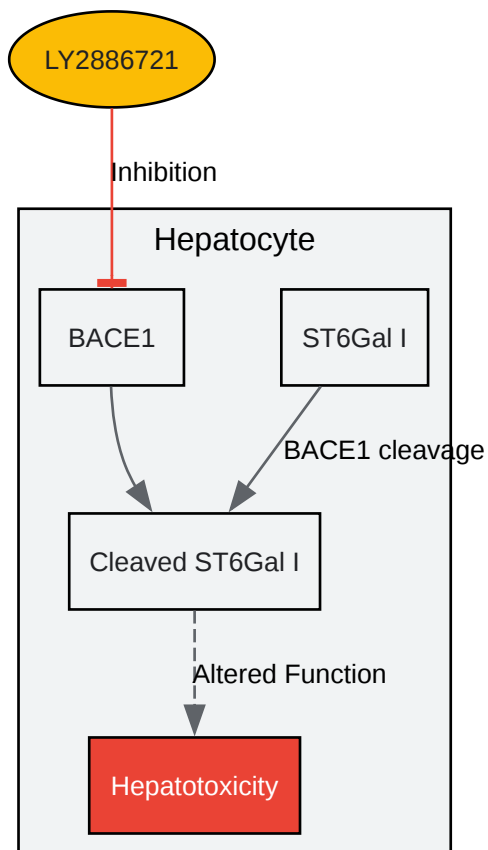 LY2886721
Inhibition
Hepatocyte
BACE1
ST6Gal I
BACE1 cleavage
Cleaved ST6Gal I
Altered Function
Hepatotoxicity